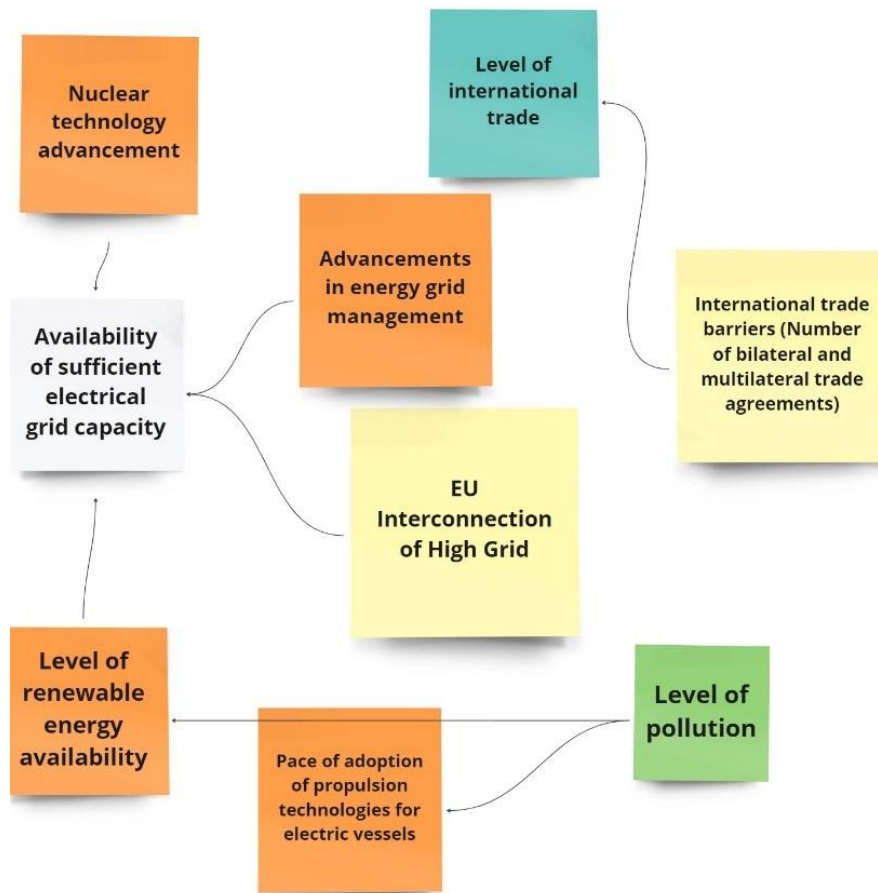 Nuclear
technology
advancement
Level of
international
trade
Advancements
in energy grid
management
International trade
barriers (Number
of bilateral and
multilateral trade
agreements)
Availability
of sufficient
electrical
grid capacity
EU
Interconnection
of High Grid
Level of
renewable
energy
availability
Pace of adoption
of propulsion
technologies for
electric vessels
Level of
pollution